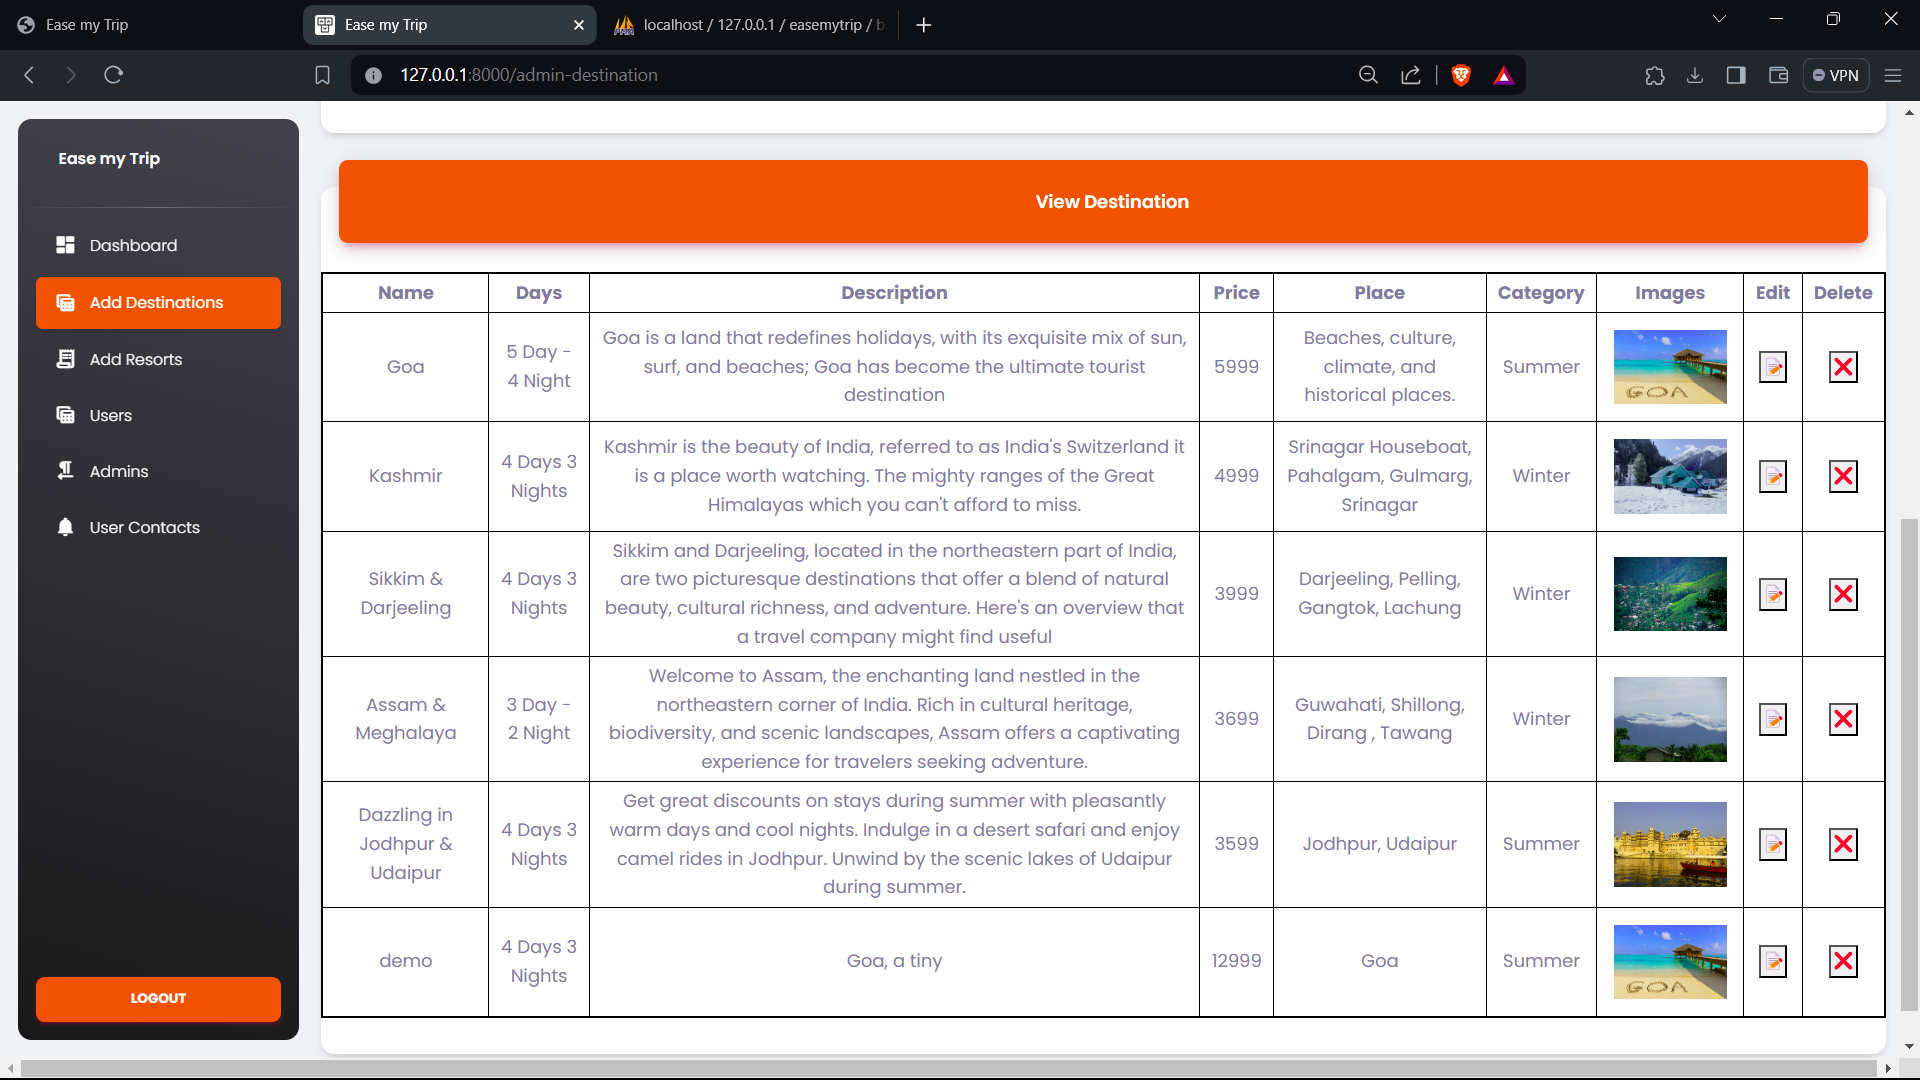 Ease my Trip
Ease my Trip
localhost / 127.0.0.1 / easemytrip / b
127.0.0.1:8000/admin-destination
VPN
Ease my Trip
Dashboard
Add Destinations
Add Resorts
Users
Admins
User Contacts
LOGOUT
View Destination
Name Days Description Price Place Category Images Edit Delete
Goa
5 Day -
4 Night
Goa is a land that redefines holidays, with its exquisite mix of sun,
surf, and beaches; Goa has become the ultimate tourist
destination
5999
Beaches, culture,
climate, and
historical places.
Summer
GOA
Kashmir
4 Days 3
Nights
Kashmir is the beauty of India, referred to as India's Switzerland it
is a place worth watching. The mighty ranges of the Great
Himalayas which you can't afford to miss.
4999
Srinagar Houseboat,
Pahalgam, Gulmarg,
Srinagar
Winter
Sikkim &
Darjeeling
4 Days 3
Nights
Sikkim and Darjeeling, located in the northeastern part of India,
are two picturesque destinations that offer a blend of natural
beauty, cultural richness, and adventure. Here's an overview that
a travel company might find useful
3999
Darjeeling, Pelling,
Gangtok, Lachung
Winter
Assam &
Meghalaya
3 Day -
2 Night
Welcome to Assam, the enchanting land nestled in the
northeastern corner of India. Rich in cultural heritage,
biodiversity, and scenic landscapes, Assam offers a captivating
experience for travelers seeking adventure.
3699
Guwahati, Shillong,
Dirang , Tawang
Winter
Dazzling in
Jodhpur &
Udaipur
4 Days 3
Nights
Get great discounts on stays during summer with pleasantly
warm days and cool nights. Indulge in a desert safari and enjoy
camel rides in Jodhpur. Unwind by the scenic lakes of Udaipur
during summer.
3599
Jodhpur, Udaipur
Summer
demo
4 Days 3
Nights
Goa, a tiny
12999
Goa
Summer
GOA